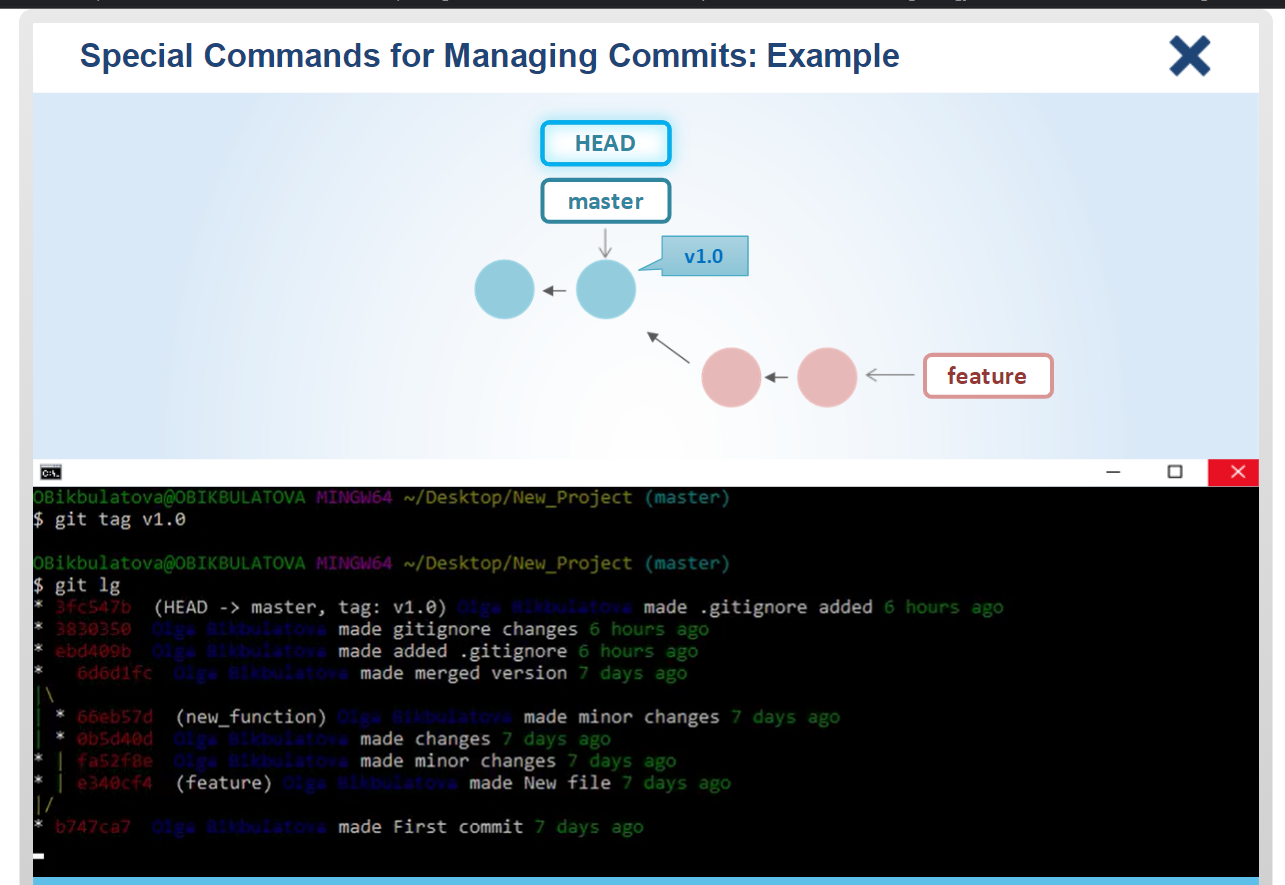 Special Commands for Managing Commits: Example
HEAD
master
v1.0
feature
OBikbulatova@OBIKBULATOVA MINGW64 ~/Desktop/New_Project (master)
$ git tag v1.0
OBikbulatova@OBIKBULATOVA MINGW64 ~/Desktop/New_Project (master)
$ git lg
* 3fc547b (HEAD -> master, tag: v1.0) Olga Bikbulatova made .gitignore added 6 hours ago
* 3830350 Olga Bikbulatova made gitignore changes 6 hours ago
* ebd409b Olga Bikbulatova made added .gitignore 6 hours ago
* 6d6d1fc Olga Bikbulatova made merged version 7 days ago
|\
| * 66eb57d (new_function) Olga Bikbulatova made minor changes 7 days ago
| * 0b5d40d Olga Bikbulatova made changes 7 days ago
* | fa52f8e Olga Bikbulatova made minor changes 7 days ago
* | e340cf4 (feature) Olga Bikbulatova made New file 7 days ago
|/
* b747ca7 Olga Bikbulatova made First commit 7 days ago